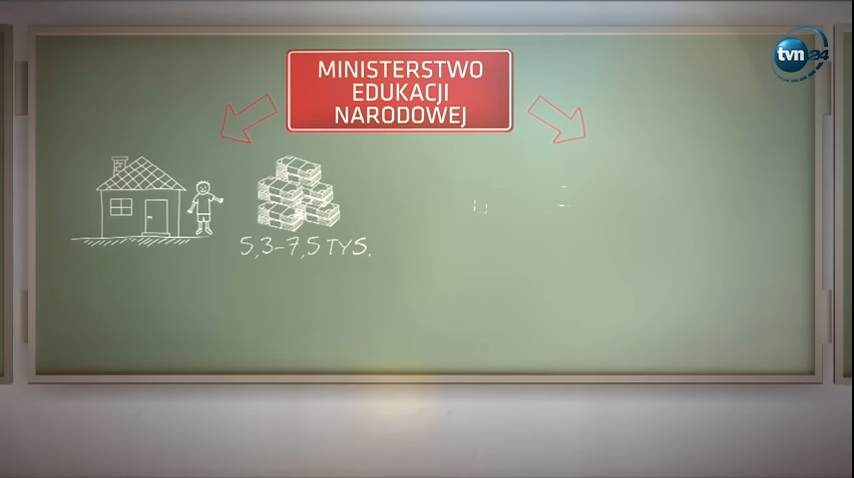 MINISTERSTWO
EDUKACJI
NARODOWEJ
tvn24
5,3-7,5 TYS.